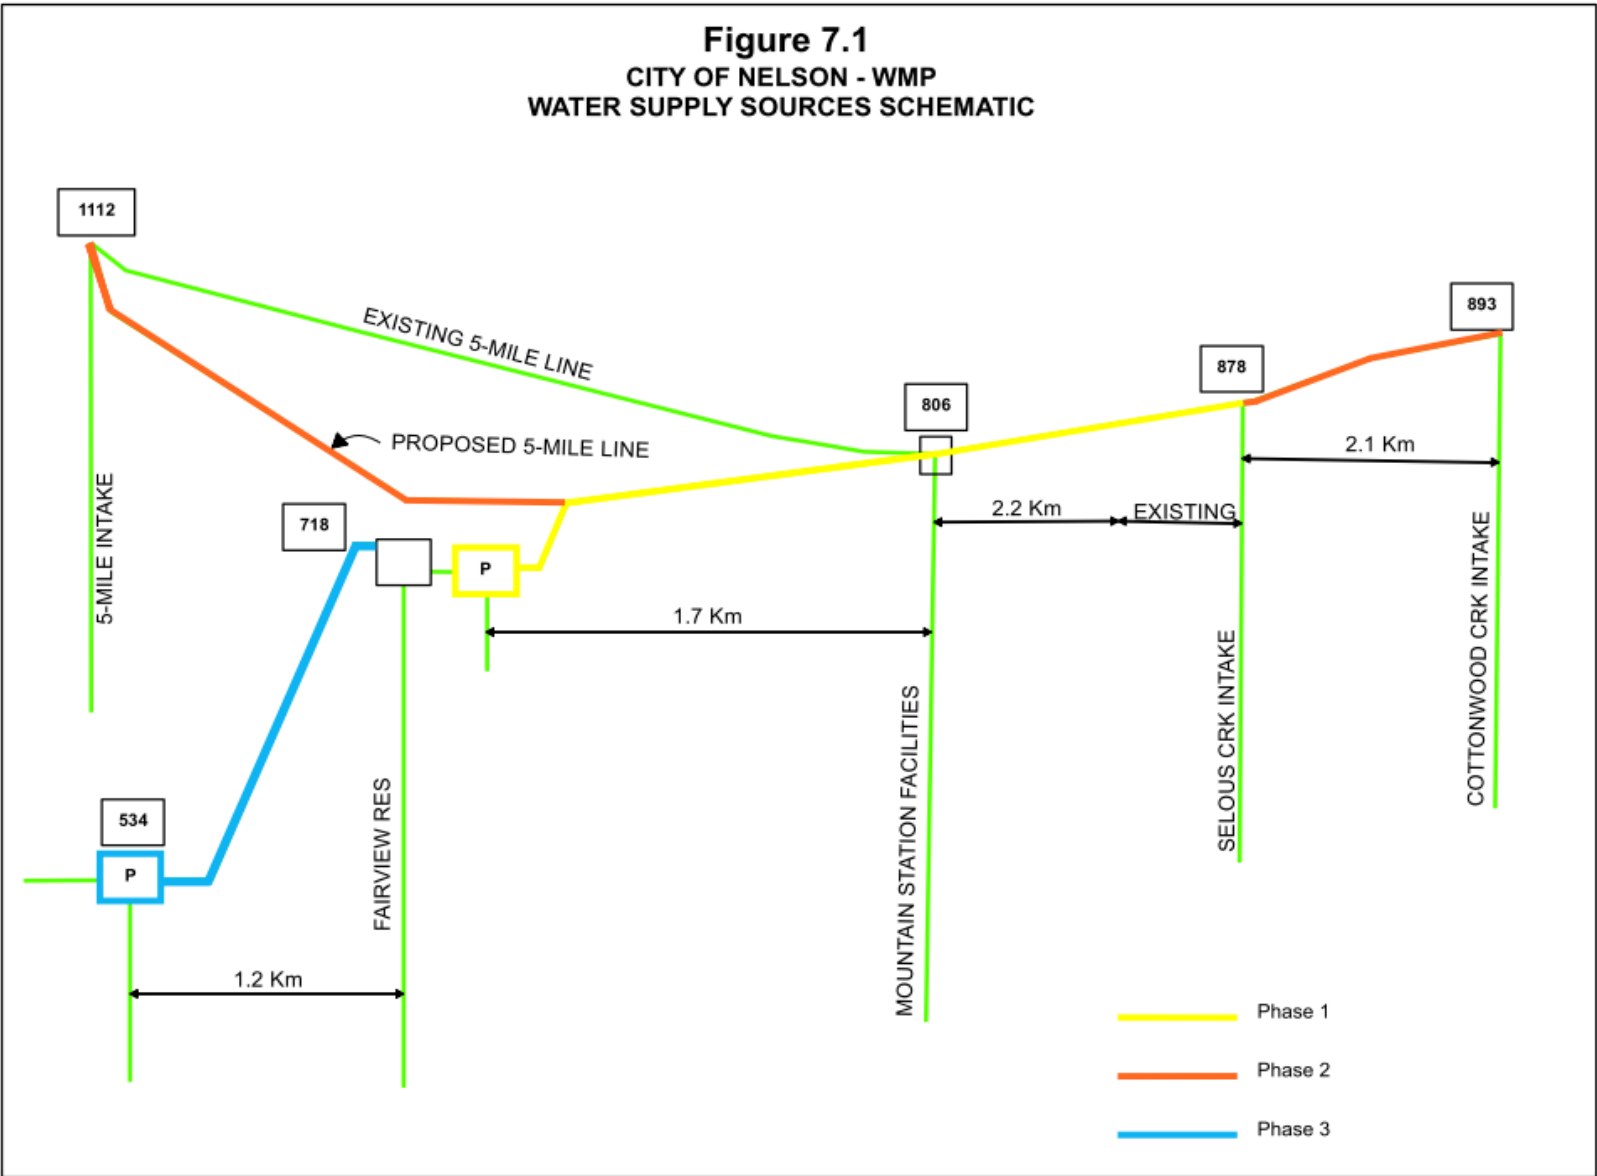 Figure 7.1
CITY OF NELSON - WMP
WATER SUPPLY SOURCES SCHEMATIC
1112
893
EXISTING 5-MILE LINE
878
806
PROPOSED 5-MILE LINE
2.1 Km
718
2.2 Km
EXISTING
5-MILE INTAKE
P
1.7 Km
COTTONWOOD CRK INTAKE
SELOUS CRK INTAKE
MOUNTAIN STATION FACILITIES
FAIRVIEW RES
534
P
1.2 Km
Phase 1
Phase 2
Phase 3